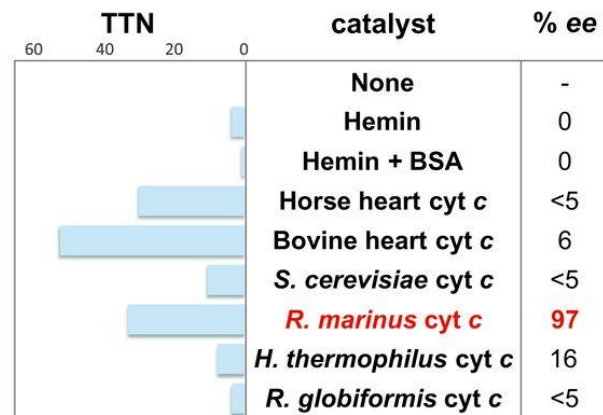 TTN catalyst % ee
60 40 20 0
None -
Hemin 0
Hemin + BSA 0
Horse heart cyt c <5
Bovine heart cyt c 6
S. cerevisiae cyt c <5
R. marinus cyt c 97
H. thermophilus cyt c 16
R. globiformis cyt c <5